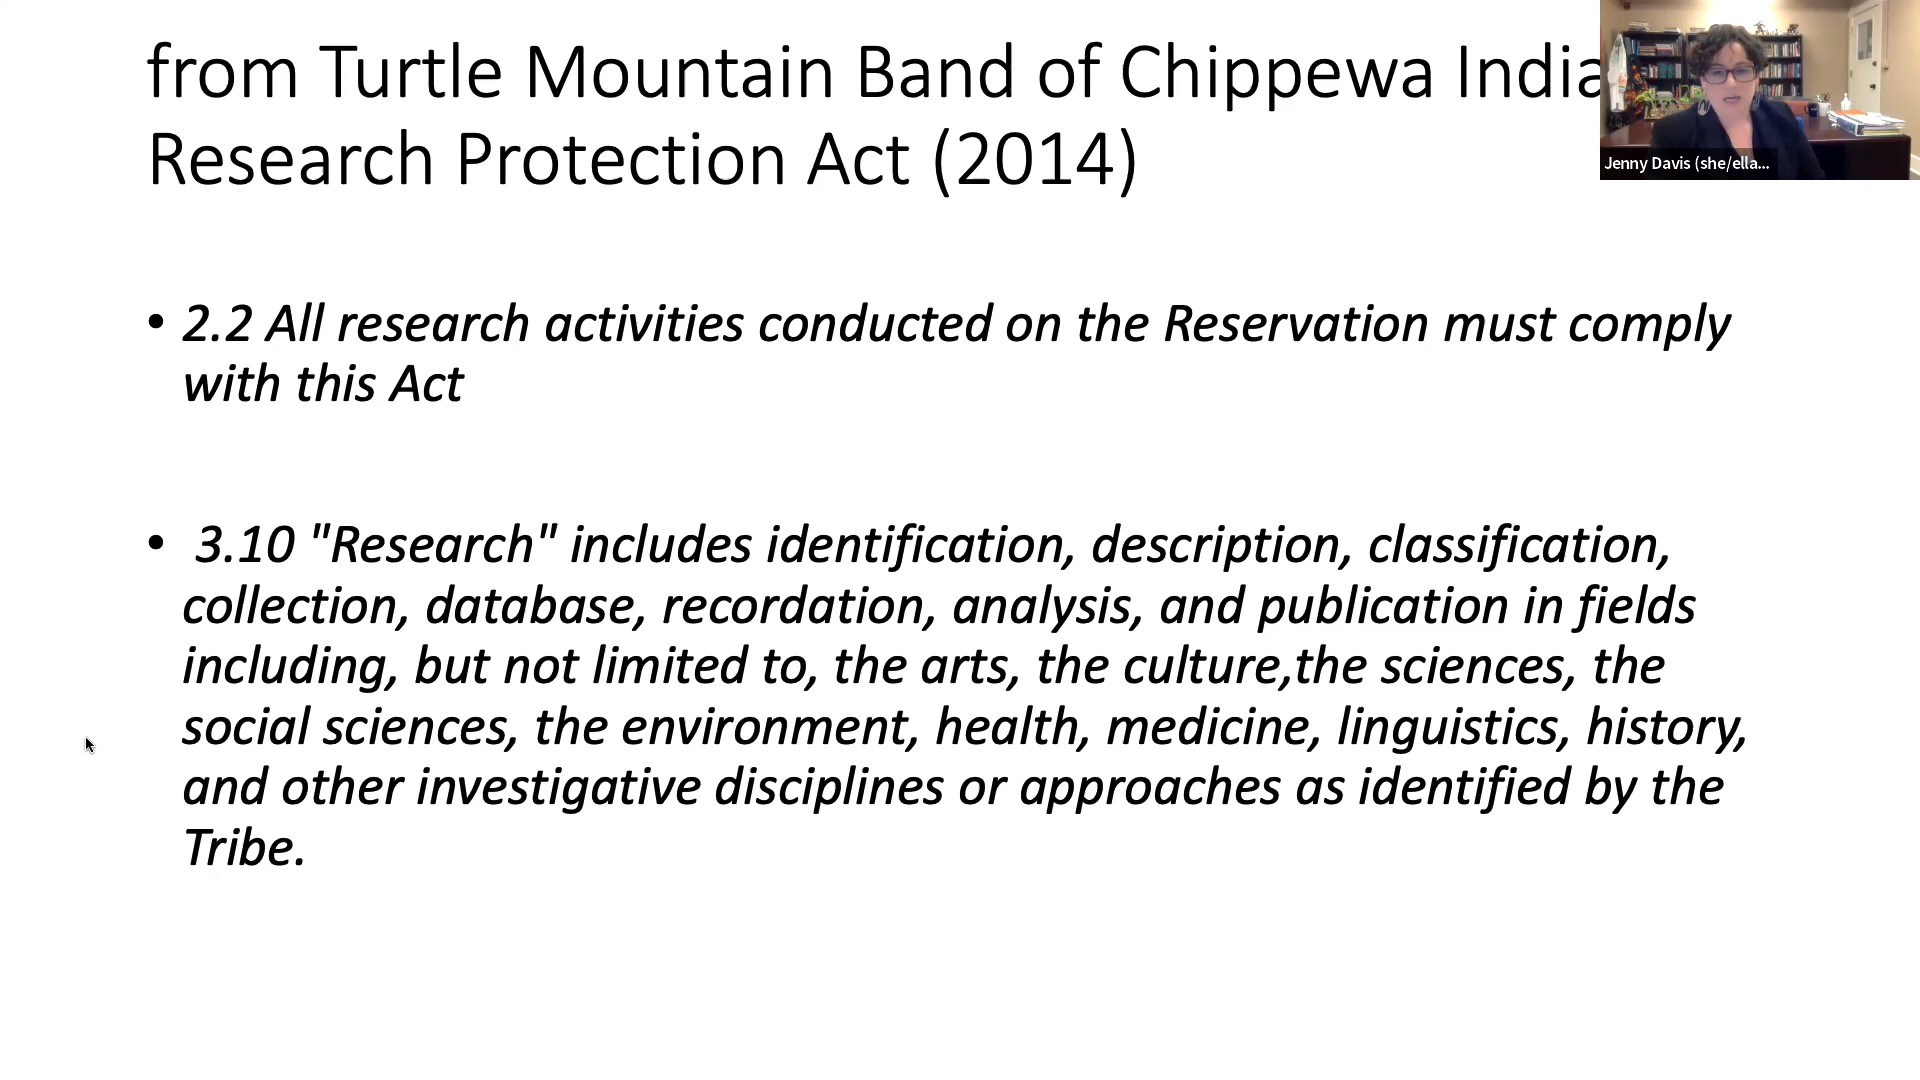 from Turtle Mountain Band of Chippewa India
Research Protection Act (2014)
Jenny Davis (she/ella...
• 2.2 All research activities conducted on the Reservation must comply
with this Act
• 3.10 "Research" includes identification, description, classification,
collection, database, recordation, analysis, and publication in fields
including, but not limited to, the arts, the culture,the sciences, the
social sciences, the environment, health, medicine, linguistics, history,
and other investigative disciplines or approaches as identified by the
Tribe.